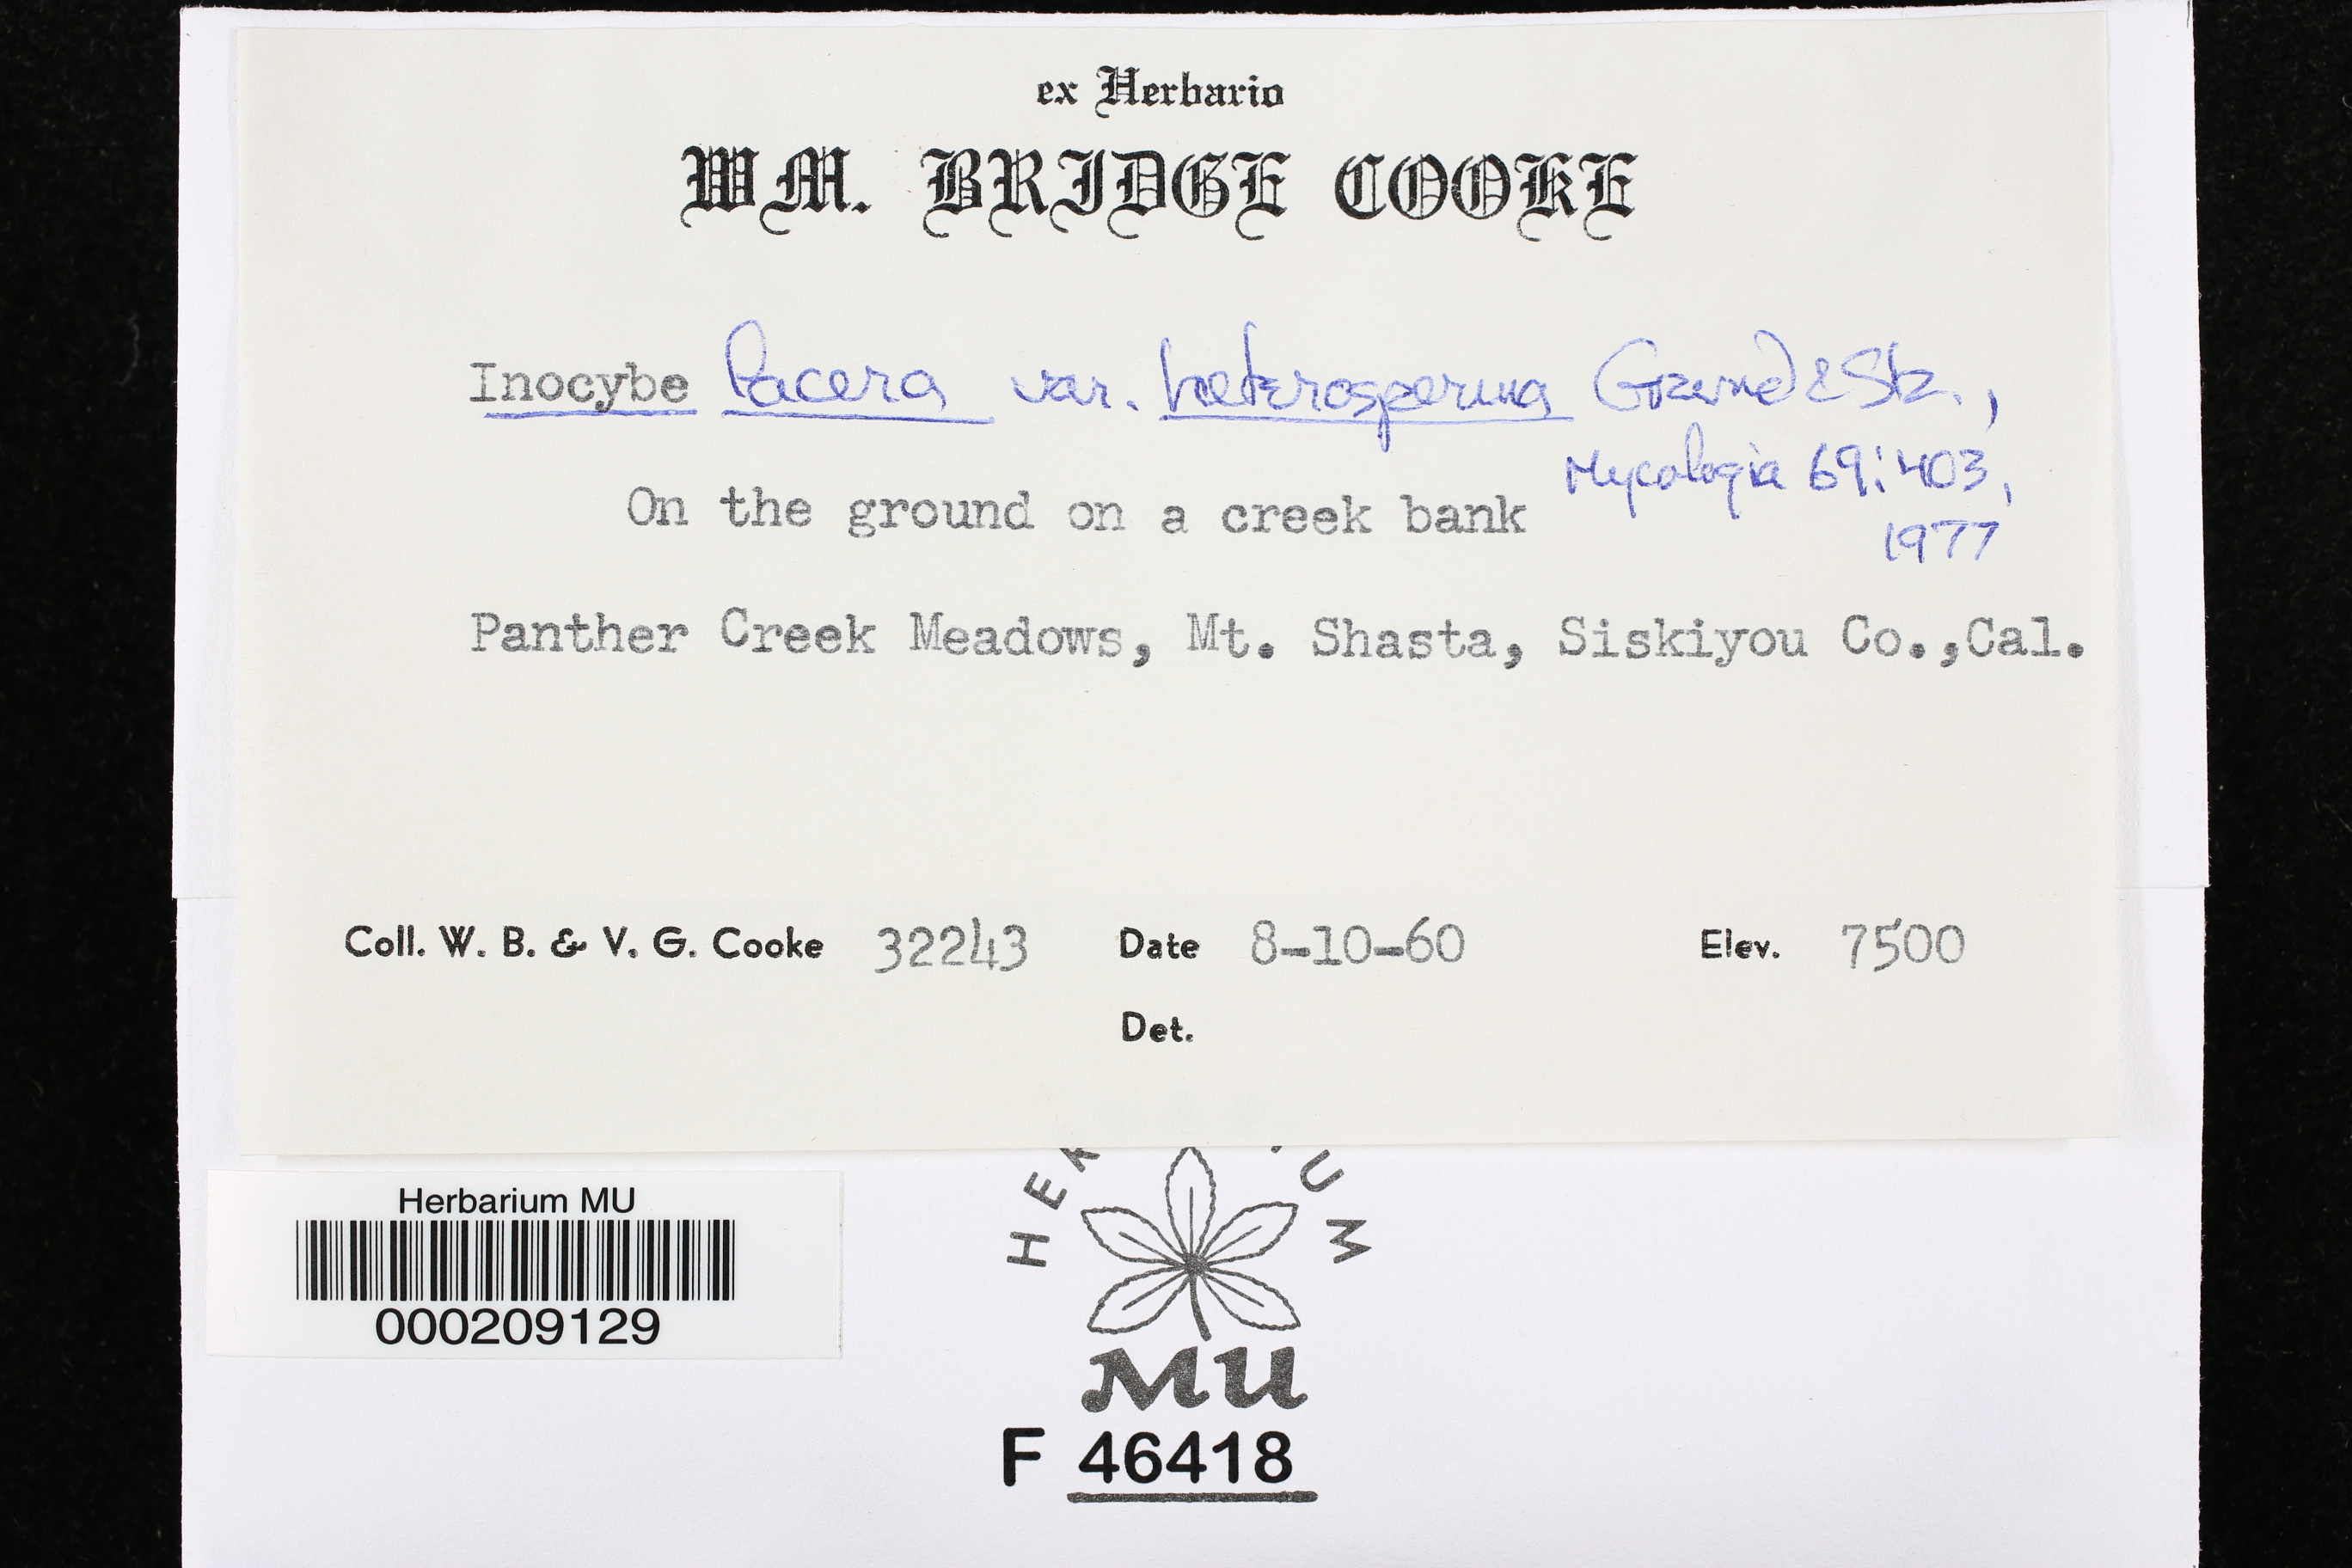 ex Herbario
WM. BRIDGE COOKE
Inocybe lacera var. heterosperma Grund & Stz.,
Mycologia 69:403,
On the ground on a creek bank
1977
Panther Creek Meadows, Mt. Shasta, Siskiyou Co.,Cal.
Coll. W. B. & V. G. Cooke 32243 Date 8-10-60 Elev. 7500
Det.
Herbarium MU
000209129
MU
F 46418